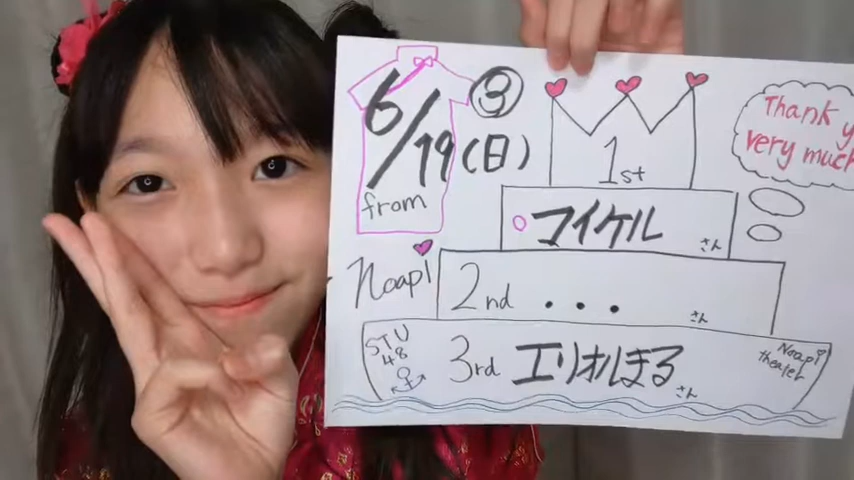 6/19(日)
③
from
Noapi
Thank y
very much
1st
マイケル さん
2nd ・・・ さん
3rd エリオルまる さん
STU
48
Noapi
theater